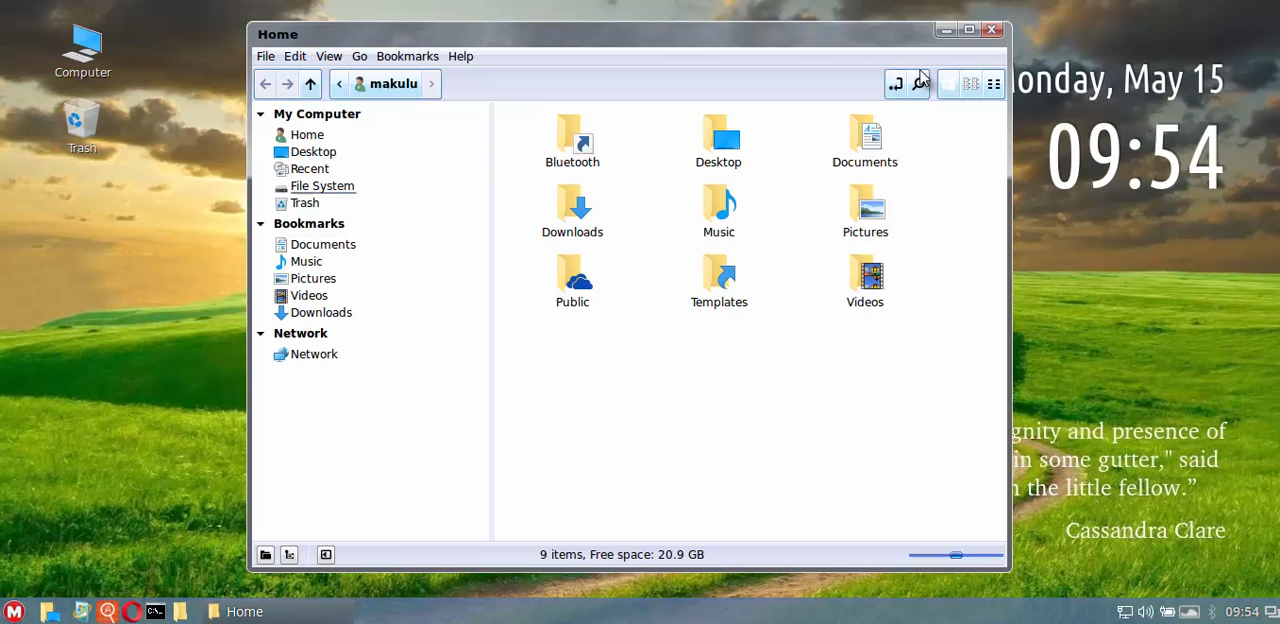 Computer
Trash
Home
File Edit View Go Bookmarks Help
makulu
My Computer
Home
Desktop
Recent
File System
Trash
Bookmarks
Documents
Music
Pictures
Videos
Downloads
Network
Network
Bluetooth
Desktop
Documents
Downloads
Music
Pictures
Public
Templates
Videos
9 items, Free space: 20.9 GB
onday, May 15
09:54
gnity and presence of
in some gutter," said
the little fellow.”
Cassandra Clare
M
C:\_
Home
09:54